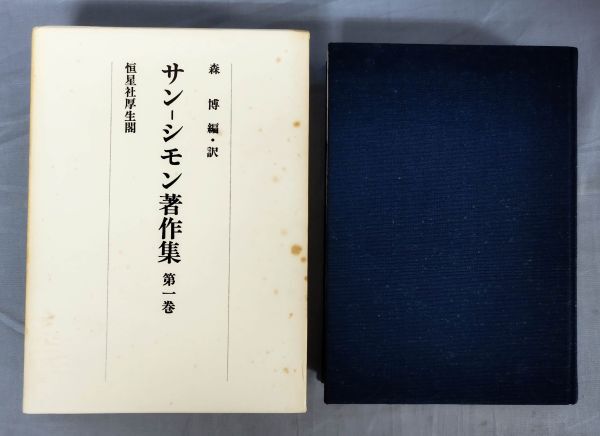 森 博 編・訳
サン-シモン著作集 第一巻
恒星社厚生閣